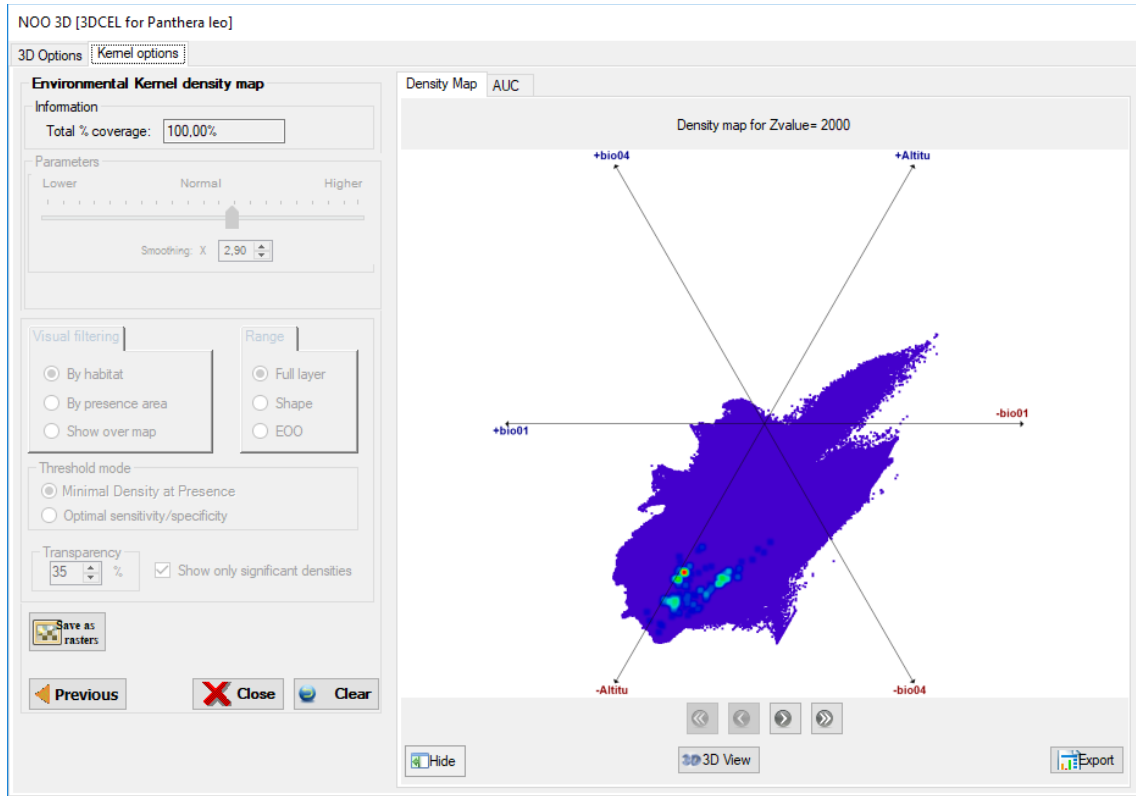 NOO 3D [3DCEL for Panthera leo]
3D Options Kernel options
Environmental Kernel density map
Information
Total % coverage: 100,00%
Parameters
Lower Normal Higher
Smoothing: X 2,90
Visual filtering
By habitat
By presence area
Show over map
Range
Full layer
Shape
EOO
Threshold mode
Minimal Density at Presence
Optimal sensitivity/specificity
Transparency
35 %
Show only significant densities
Save as
rasters
Previous
Close
Clear
Density Map AUC
Density map for Zvalue= 2000
+bio04 +Altitu
-bio01
+bio01
-Altitu -bio04
Hide
3D 3D View
Export